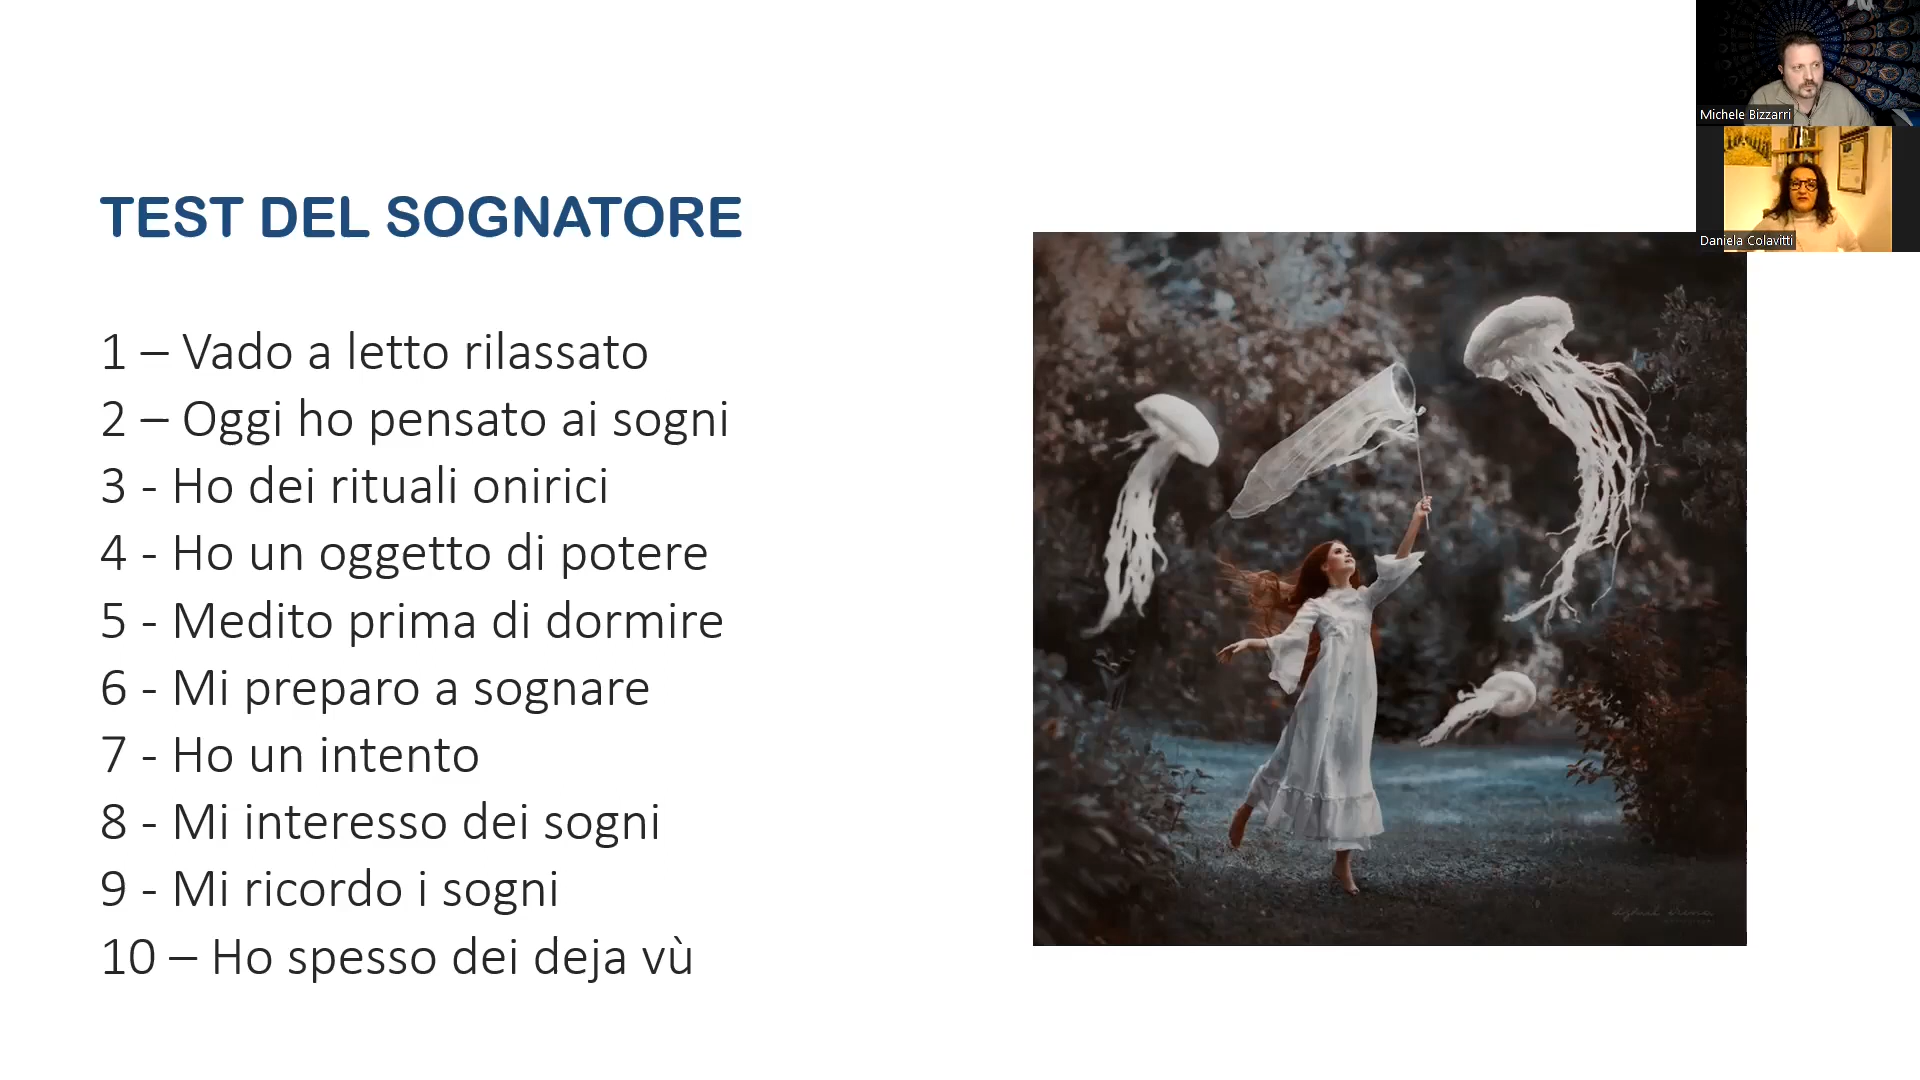 TEST DEL SOGNATORE
1 – Vado a letto rilassato
2 – Oggi ho pensato ai sogni
3 - Ho dei rituali onirici
4 - Ho un oggetto di potere
5 - Medito prima di dormire
6 - Mi preparo a sognare
7 - Ho un intento
8 - Mi interesso dei sogni
9 - Mi ricordo i sogni
10 – Ho spesso dei deja vù
Michele Bizzarri
Daniela Colavitti